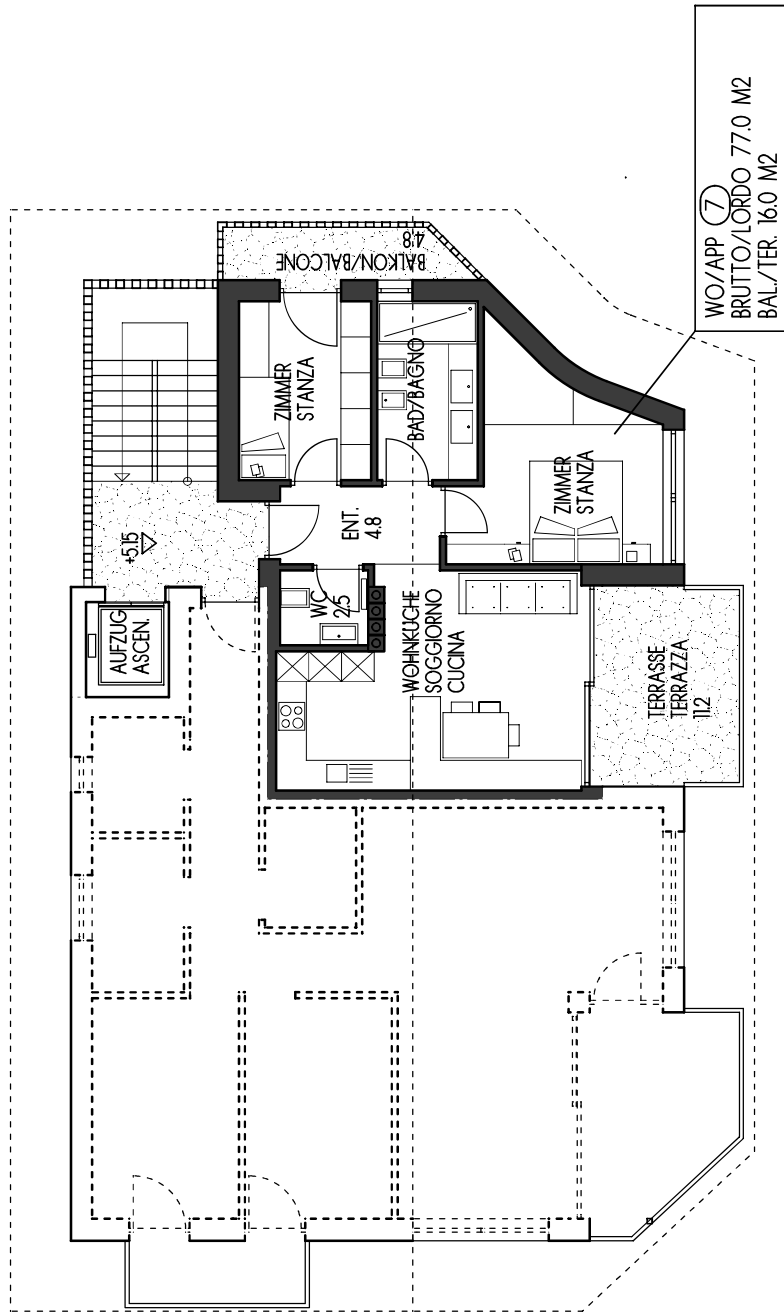 WO/APP 7
BRUTTO/LORDO 77.0 M2
BAL./TER. 16.0 M2
BALKON/BALCONE
4.8
ZIMMER
STANZA
BAD/BAGNO
ZIMMER
STANZA
ENT.
4.8
+5.15
WC
2.5
AUFZUG
ASCEN.
WOHNKUCHE
SOGGIORNO
CUCINA
TERRASSE
TERRAZZA
11.2